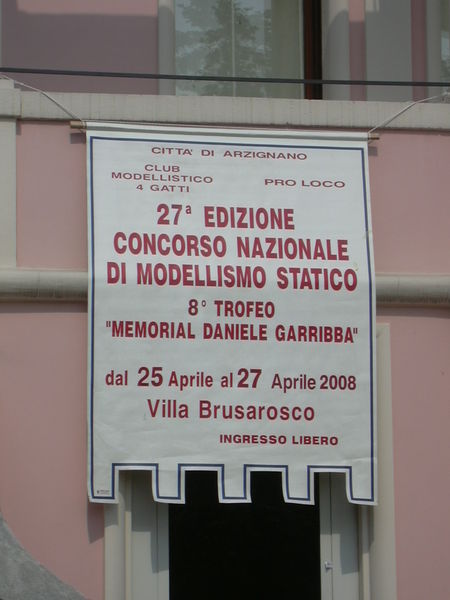 CITTA' DI ARZIGNANO
CLUB
MODELLISTICO
4 GATTI
PRO LOCO
27ª EDIZIONE
CONCORSO NAZIONALE
DI MODELLISMO STATICO
8° TROFEO
"MEMORIAL DANIELE GARRIBBA"
dal 25 Aprile al 27 Aprile 2008
Villa Brusarosco
INGRESSO LIBERO